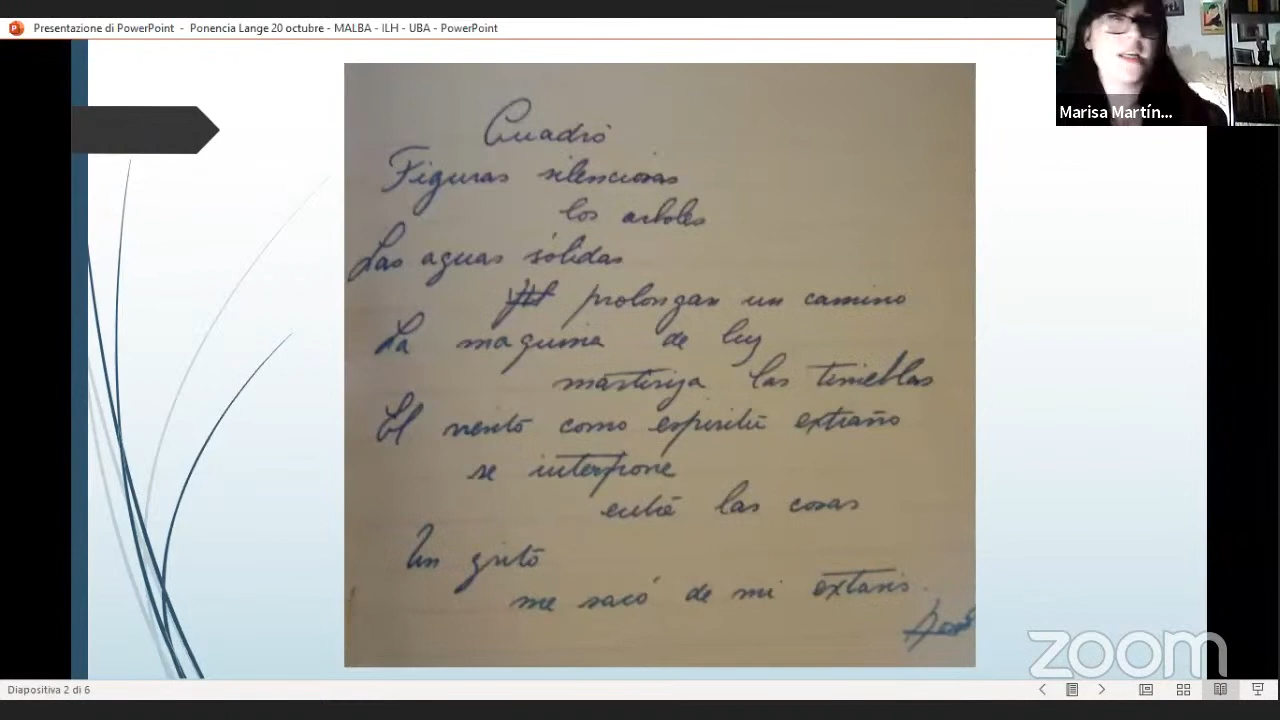 Presentazione di PowerPoint - Ponencia Lange 20 octubre - MALBA - ILH - UBA - PowerPoint
Marisa Martín...
Cuadro
Figuras silenciosas
los arboles
Las aguas sólidas
prolongan un camino
La maquina de luz
martiriza las tinieblas
El viento como espiritu extraño
se interpone
entre las cosas
Un grito
me sacó de mi éxtasis.
zoom
Diapositiva 2 di 6